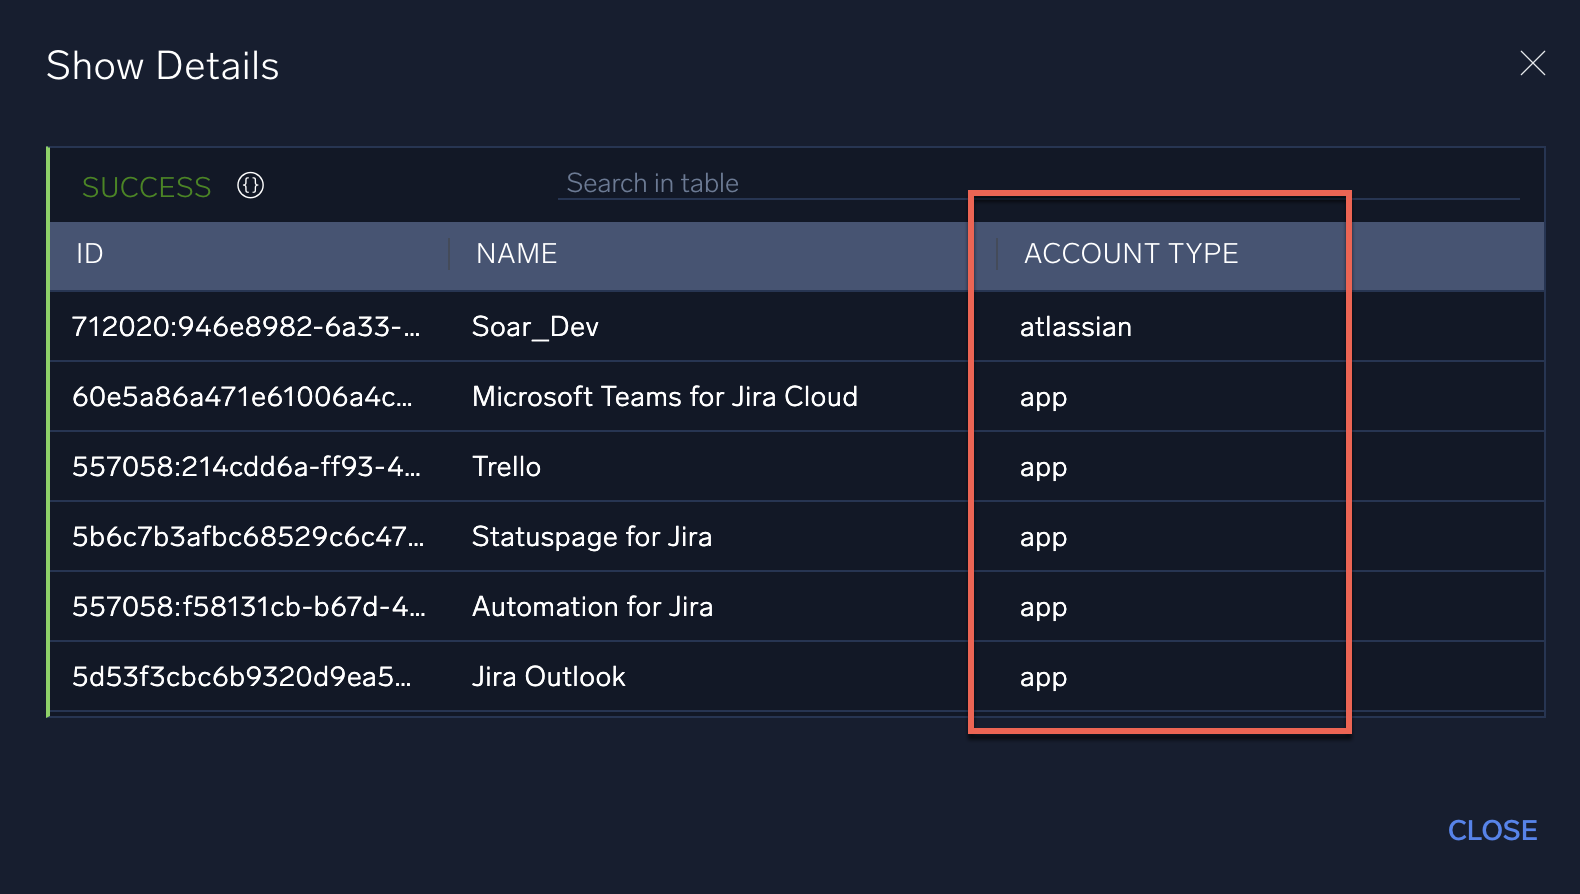 Show Details
SUCCESS {} Search in table
ID NAME ACCOUNT TYPE
712020:946e8982-6a33-... Soar_Dev atlassian
60e5a86a471e61006a4c... Microsoft Teams for Jira Cloud app
557058:214cdd6a-ff93-4... Trello app
5b6c7b3afbc68529c6c47... Statuspage for Jira app
557058:f58131cb-b67d-4... Automation for Jira app
5d53f3cbc6b9320d9ea5... Jira Outlook app
CLOSE